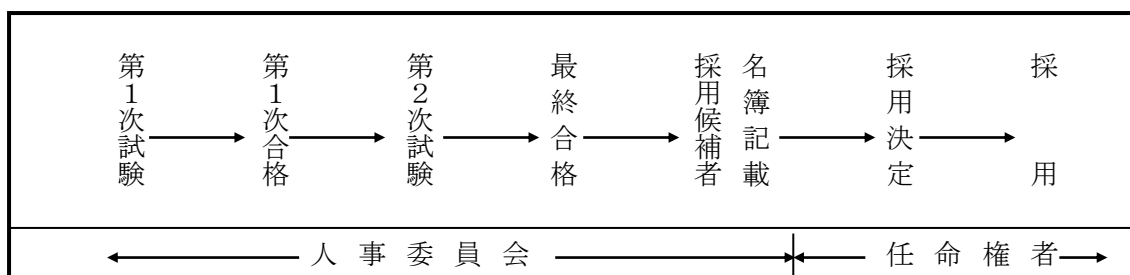 第１次試験
第１次合格
第２次試験
最終合格
採用候補者
名簿記載
採用決定
採用
人事委員会
任命権者